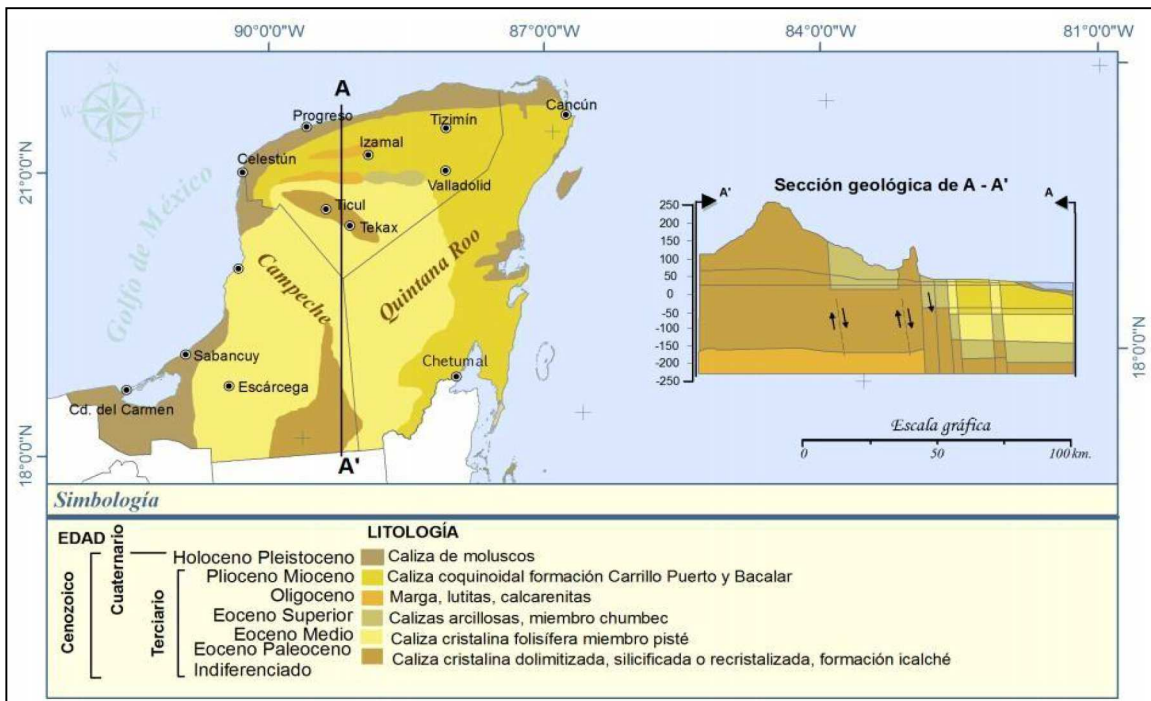 90°0'0"W 87°0'0"W 84°0'0"W 81°0'0"W
N
W E
S
21°0'0"N
18°0'0"N
18°0'0"N
Golfo de México
A
Progreso
Tizimín
Cancún
Izamal
Celestún
Valladolid
Ticul
Tekax
Campeche
Quintana Roo
Sabancuy
Escárcega
Chetumal
Cd. del Carmen
A'
Sección geológica de A - A'
A' A
250
200
150
100
50
0
-50
-100
-150
-200
-250
Escala gráfica
0 50 100 km.
Simbología
EDAD LITOLOGÍA
Cenozoico
Cuaternario
Terciario
Holoceno Pleistoceno Caliza de moluscos
Plioceno Mioceno Caliza coquinoidal formación Carrillo Puerto y Bacalar
Oligoceno Marga, lutitas, calcarenitas
Eoceno Superior Calizas arcillosas, miembro chumbec
Eoceno Medio Caliza cristalina folisífera miembro pisté
Eoceno Paleoceno Caliza cristalina dolimitizada, silicificada o recristalizada, formación icalché
Indiferenciado